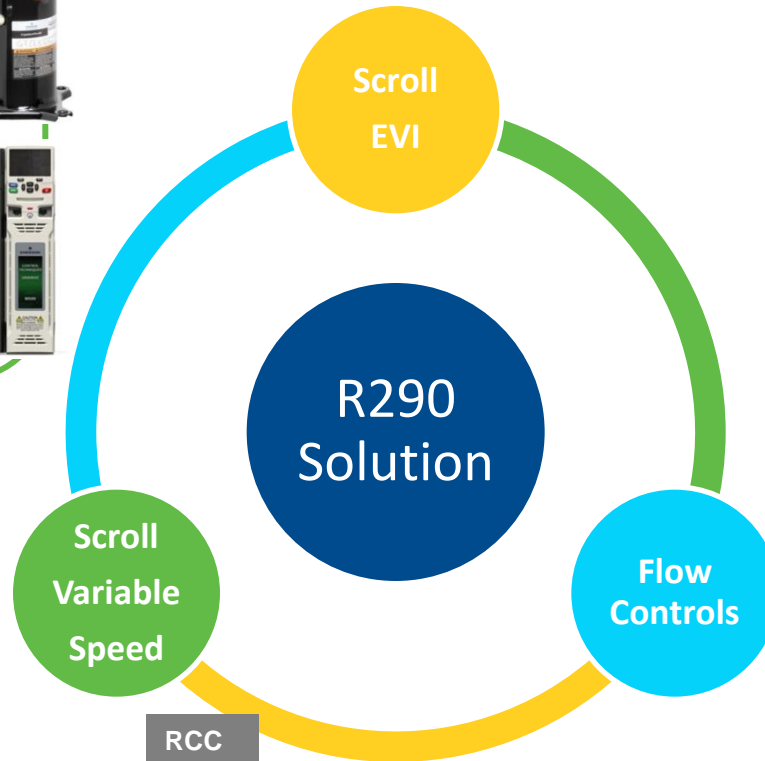 Scroll
EVI
R290
Solution
Scroll
Variable
Speed
Flow
Controls
RCC